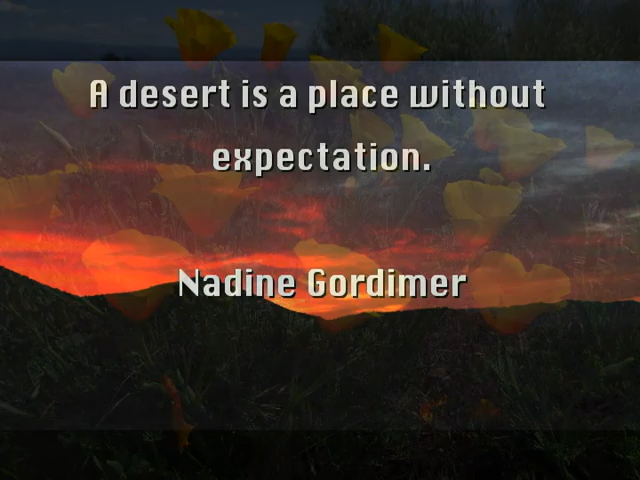 A desert is a place without
expectation.
Nadine Gordimer